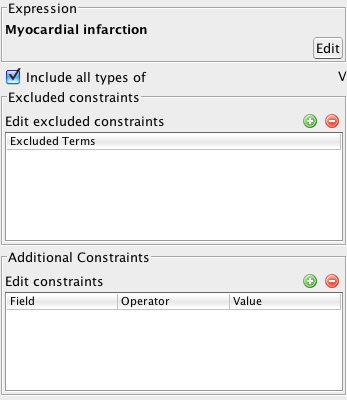 Expression
Myocardial infarction
Edit
Include all types of V
Excluded constraints
Edit excluded constraints
Excluded Terms
Additional Constraints
Edit constraints
Field Operator Value